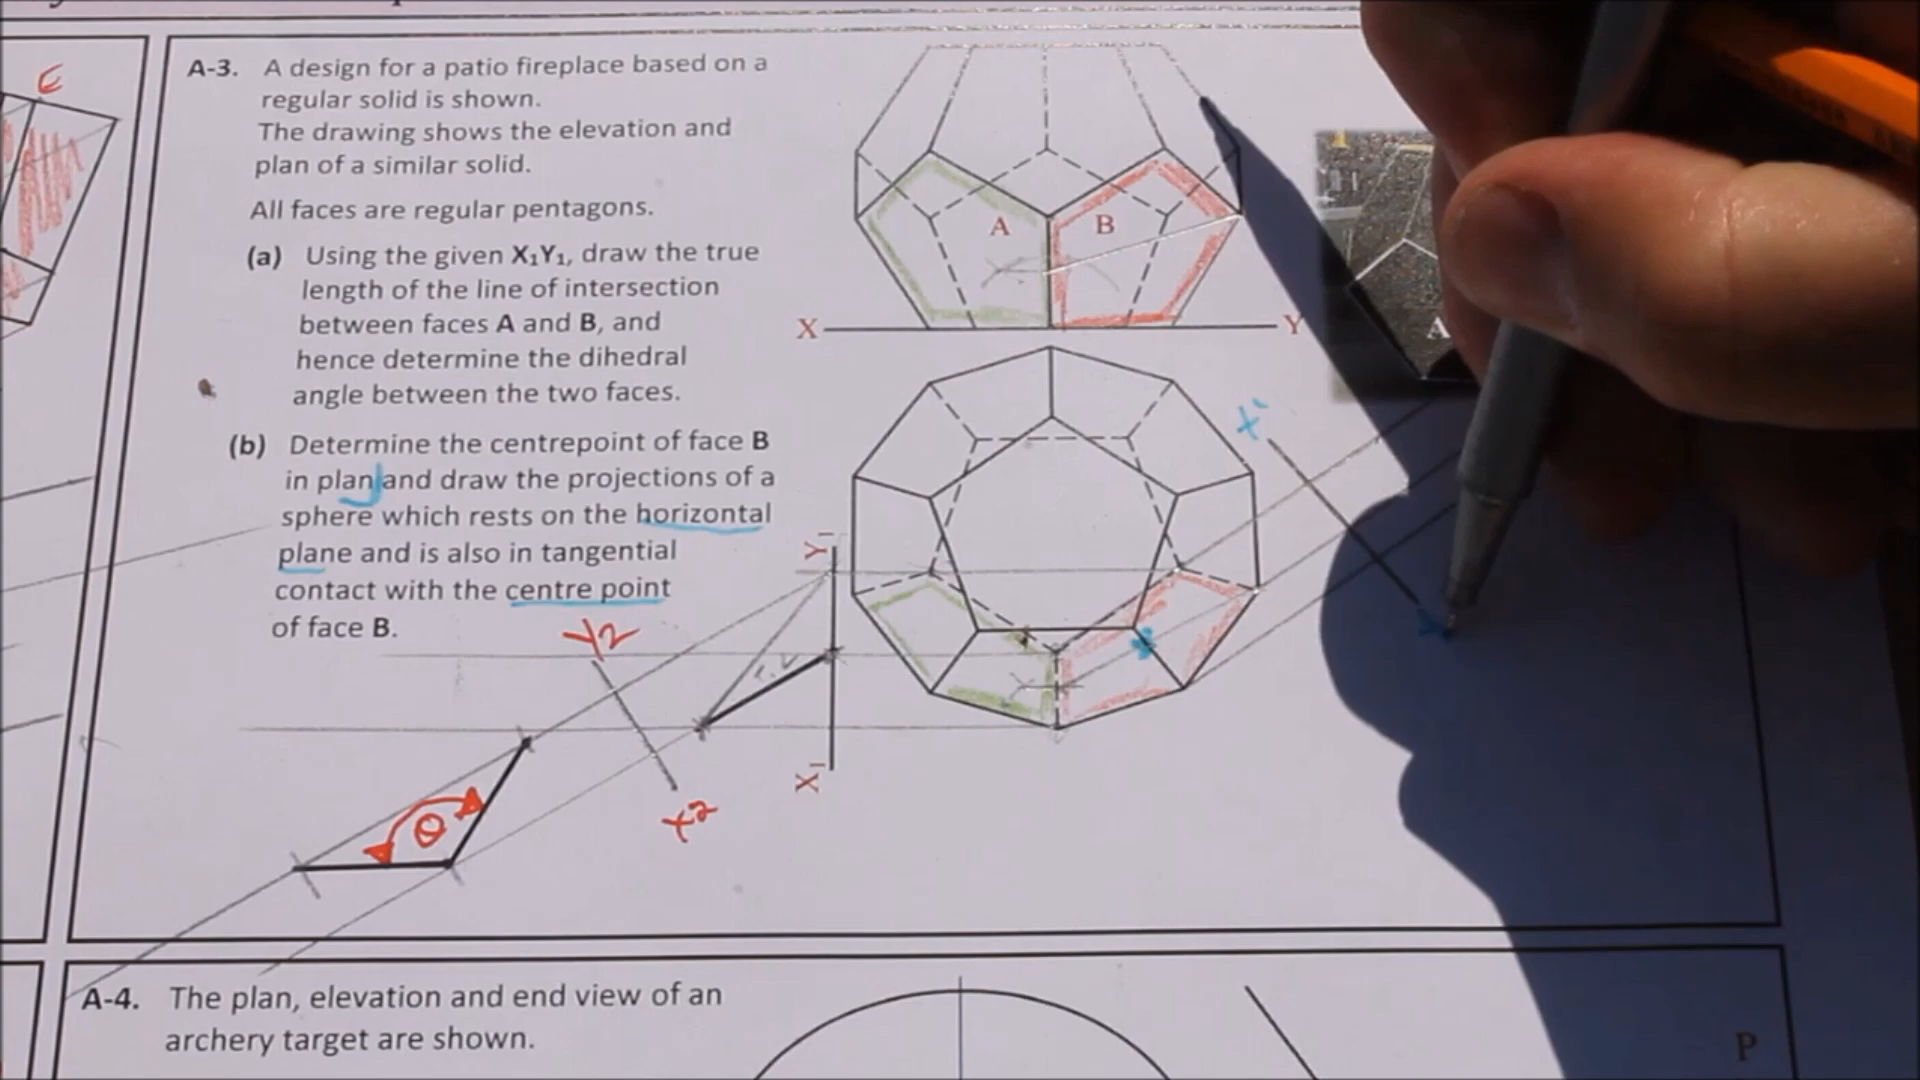 E
A-3. A design for a patio fireplace based on a
regular solid is shown.
The drawing shows the elevation and
plan of a similar solid.
All faces are regular pentagons.
(a) Using the given X₁Y₁, draw the true
length of the line of intersection
between faces A and B, and
hence determine the dihedral
angle between the two faces.
(b) Determine the centrepoint of face B
in plan and draw the projections of a
sphere which rests on the horizontal
plane and is also in tangential
contact with the centre point
of face B.
A
B
X
Y
A
X'
Y1
X1
Y2
X2
θ
A-4. The plan, elevation and end view of an
archery target are shown.
P